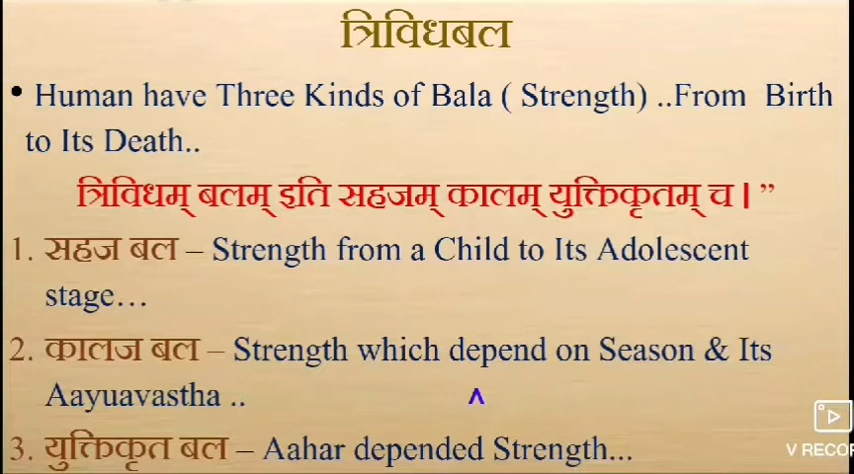 त्रिविधबल
• Human have Three Kinds of Bala ( Strength) ..From Birth
to Its Death..
त्रिविधम् बलम् इति सहजम् कालम् युक्तिकृतम् च । ”
1. सहज बल – Strength from a Child to Its Adolescent
stage…
2. कालज बल – Strength which depend on Season & Its
Aayuavastha ..
^
3. युक्तिकृत बल – Aahar depended Strength...
V RECOR